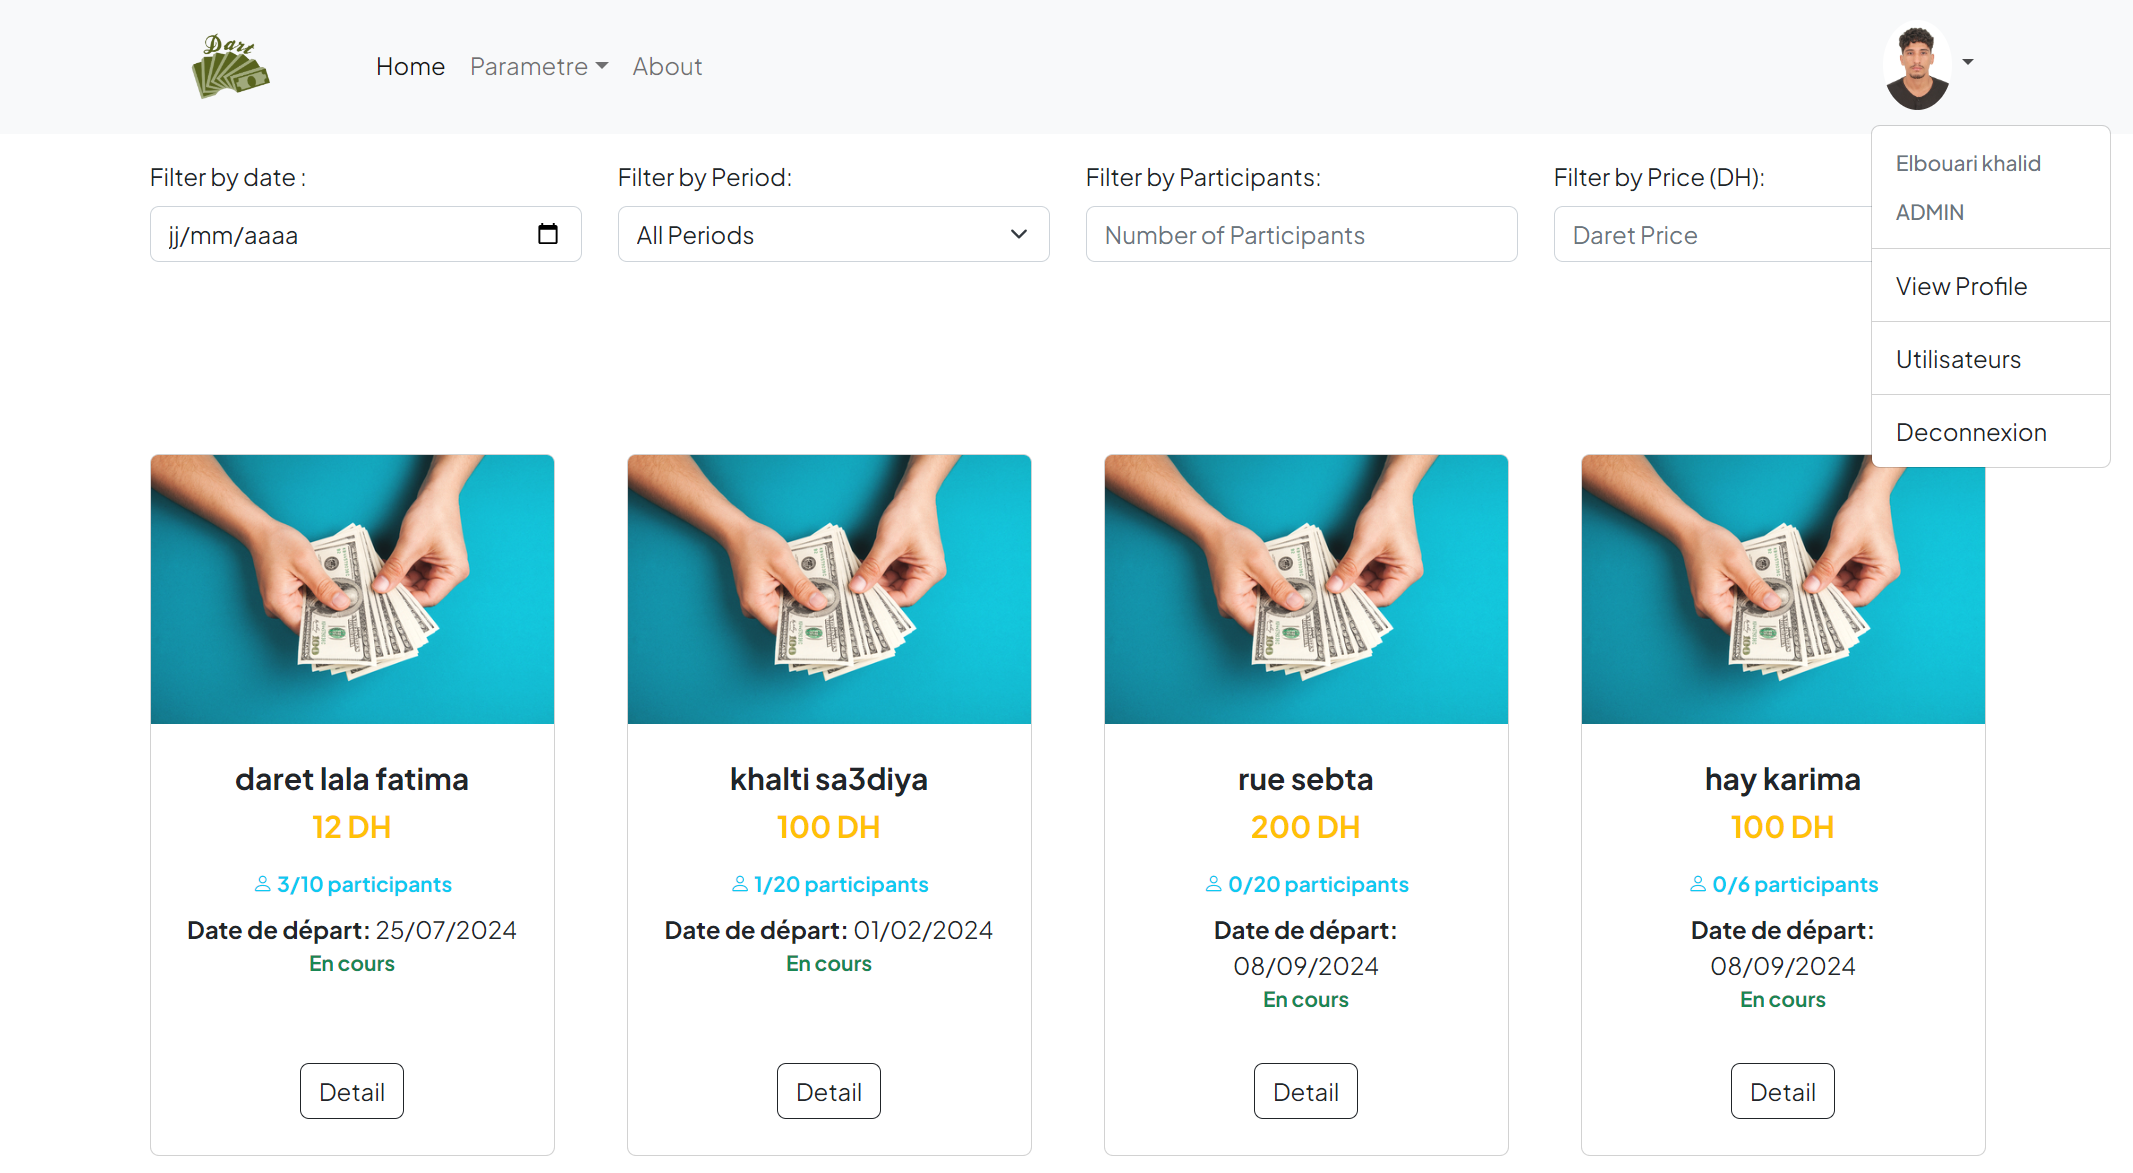 Dart
Home
Parametre
About
Elbouari khalid
ADMIN
View Profile
Utilisateurs
Deconnexion
Filter by date :
jj/mm/aaaa
Filter by Period:
All Periods
Filter by Participants:
Number of Participants
Filter by Price (DH):
Daret Price
daret lala fatima
12 DH
3/10 participants
Date de départ: 25/07/2024
En cours
Detail
khalti sa3diya
100 DH
1/20 participants
Date de départ: 01/02/2024
En cours
Detail
rue sebta
200 DH
0/20 participants
Date de départ:
08/09/2024
En cours
Detail
hay karima
100 DH
0/6 participants
Date de départ:
08/09/2024
En cours
Detail